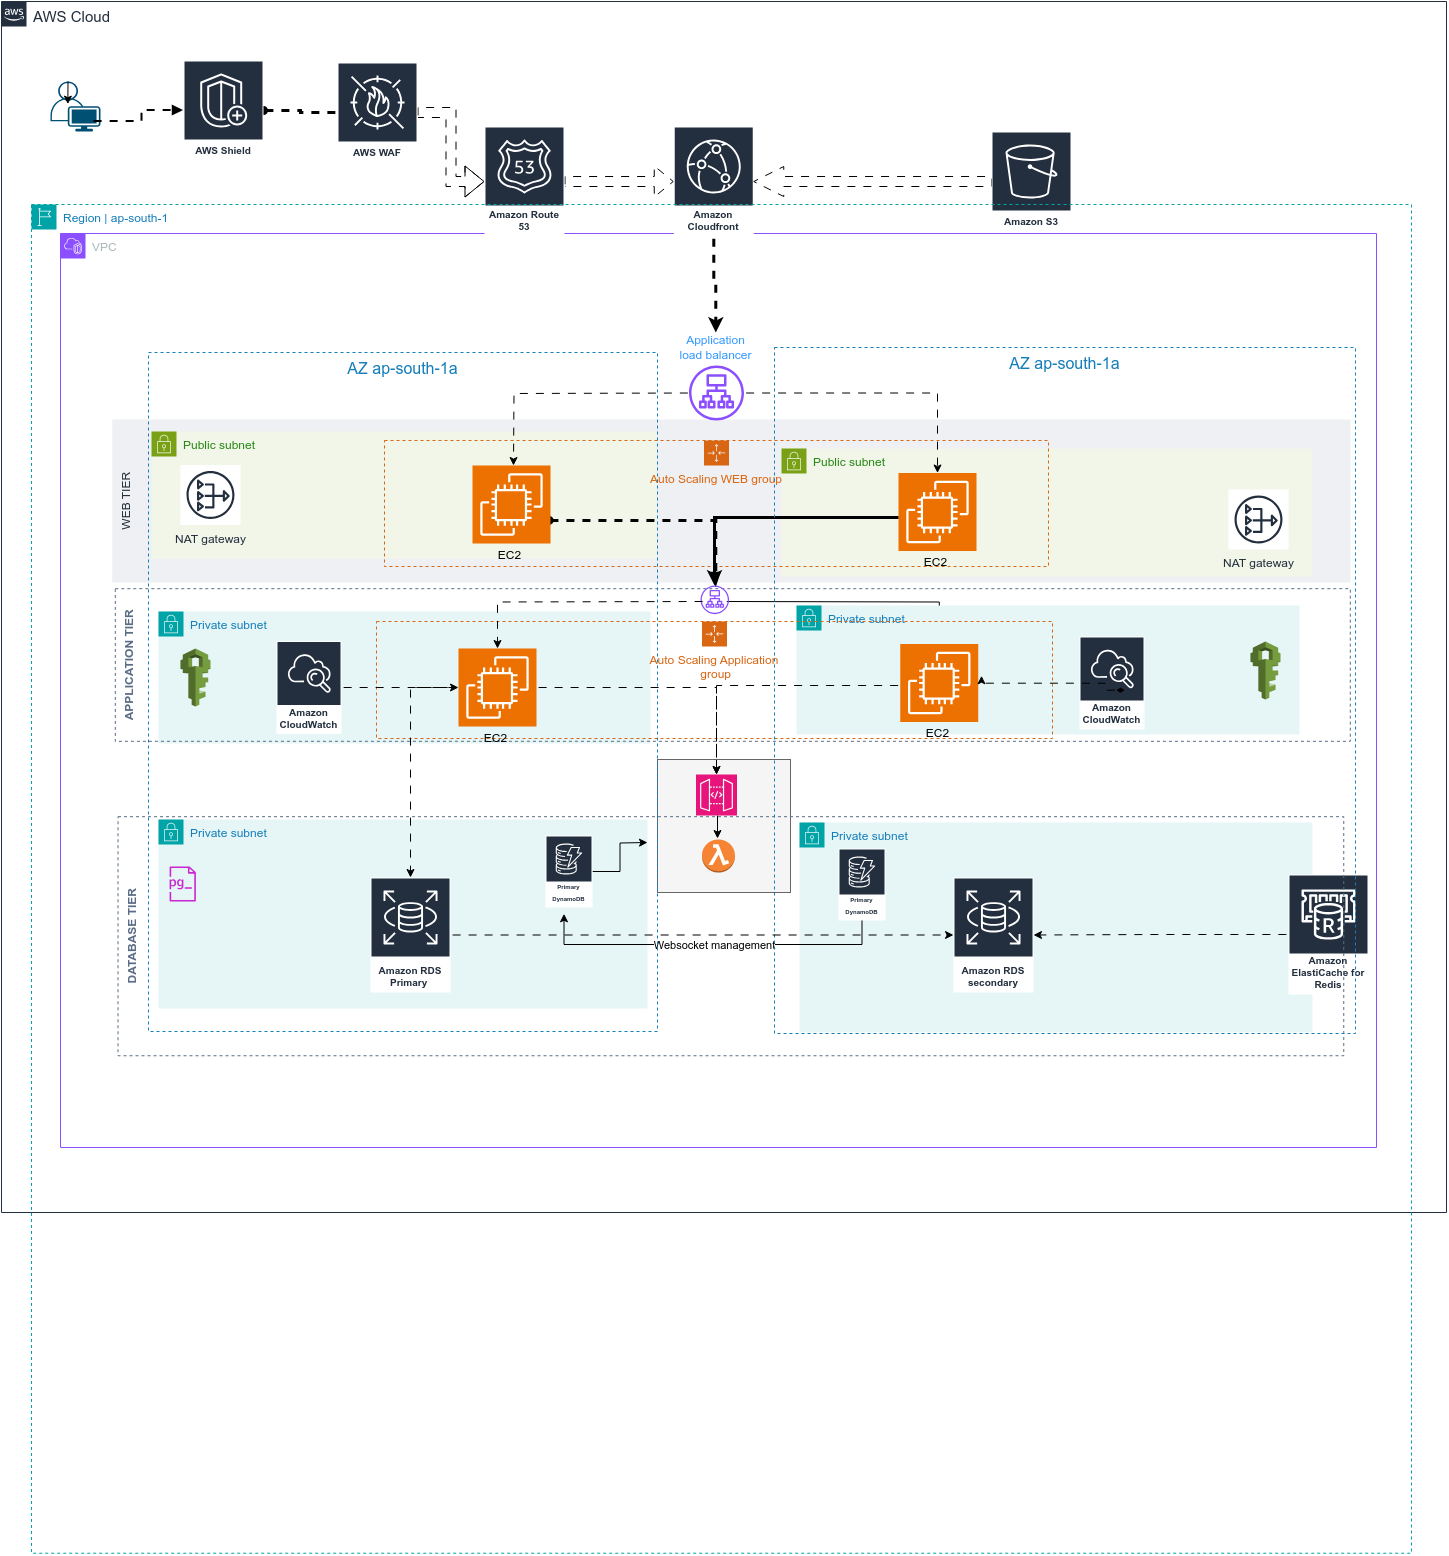 aws
AWS Cloud
AWS Shield
AWS WAF
53
Amazon Route
53
Amazon
Cloudfront
Amazon S3
Region | ap-south-1
VPC
Application
load balancer
AZ ap-south-1a
AZ ap-south-1a
WEB TIER
Public subnet
NAT gateway
EC2
Auto Scaling WEB group
Public subnet
EC2
NAT gateway
APPLICATION TIER
Private subnet
Amazon
CloudWatch
EC2
Auto Scaling Application
group
Private subnet
EC2
Amazon
CloudWatch
</>
DATABASE TIER
Private subnet
pg_
Amazon RDS
Primary
Primary
DynamoDB
Websocket management
Private subnet
Primary
DynamoDB
Amazon RDS
secondary
R
Amazon
ElastiCache for
Redis